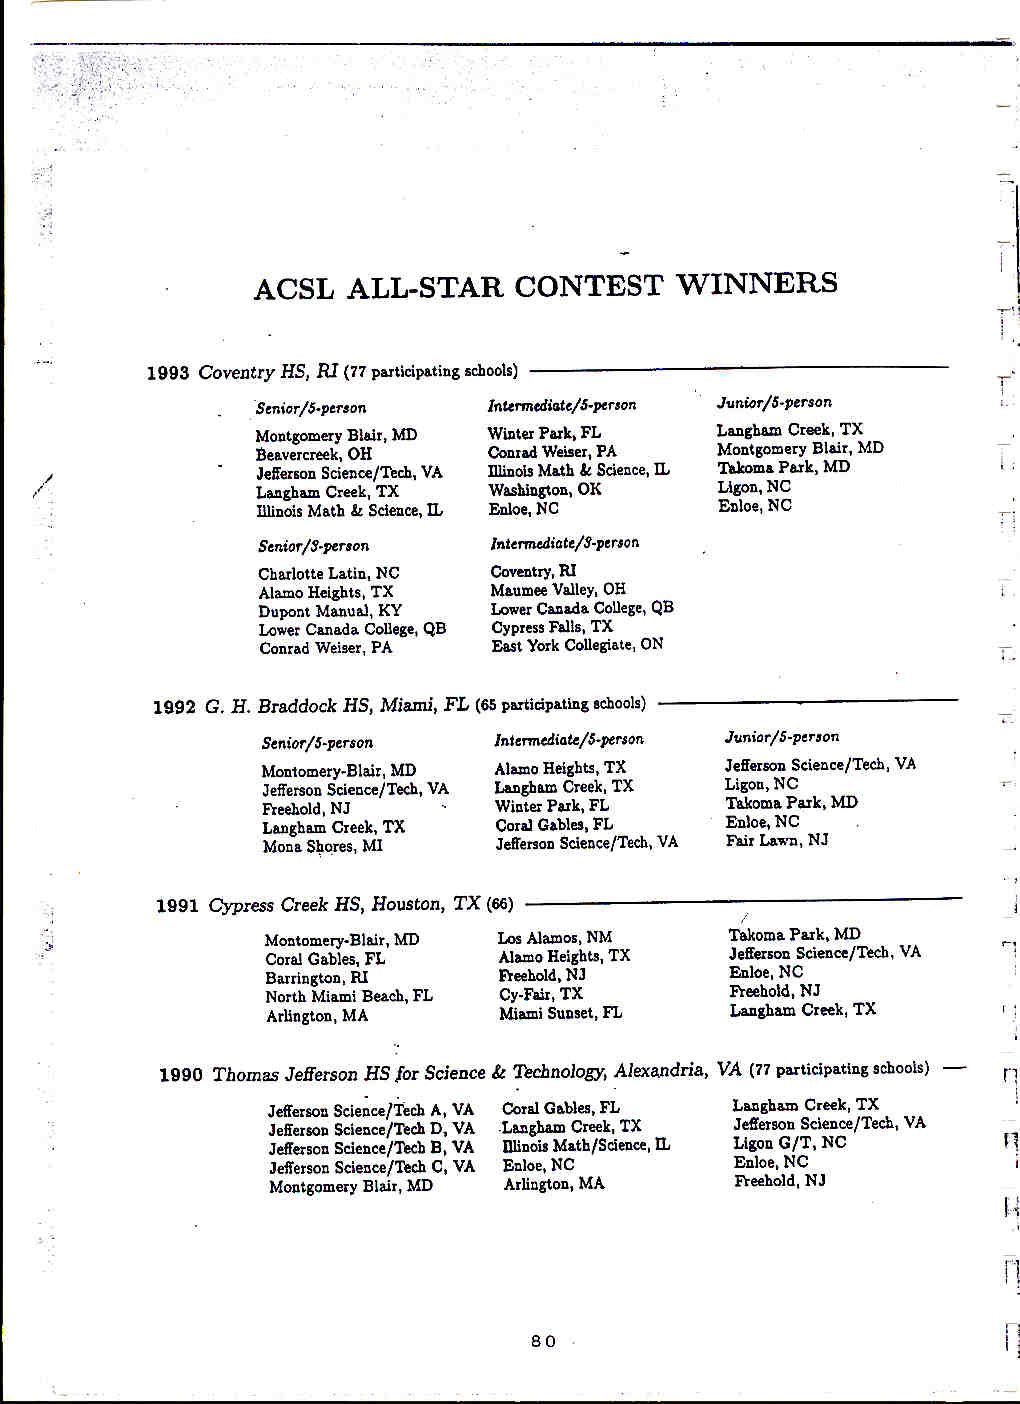 ACSL ALL-STAR CONTEST WINNERS
1993 Coventry HS, RI (77 participating schools)
Senior/5-person
Montgomery Blair, MD
Beavercreek, OH
Jefferson Science/Tech, VA
Langham Creek, TX
Illinois Math & Science, IL
Intermediate/5-person
Winter Park, FL
Conrad Weiser, PA
Illinois Math & Science, IL
Washington, OK
Enloe, NC
Junior/5-person
Langham Creek, TX
Montgomery Blair, MD
Takoma Park, MD
Ligon, NC
Enloe, NC
Senior/3-person
Charlotte Latin, NC
Alamo Heights, TX
Dupont Manual, KY
Lower Canada College, QB
Conrad Weiser, PA
Intermediate/3-person
Coventry, RI
Maumee Valley, OH
Lower Canada College, QB
Cypress Falls, TX
East York Collegiate, ON
1992 G. H. Braddock HS, Miami, FL (65 participating schools)
Senior/5-person
Montomery-Blair, MD
Jefferson Science/Tech, VA
Freehold, NJ
Langham Creek, TX
Mona Shores, MI
Intermediate/5-person
Alamo Heights, TX
Langham Creek, TX
Winter Park, FL
Coral Gables, FL
Jefferson Science/Tech, VA
Junior/5-person
Jefferson Science/Tech, VA
Ligon, NC
Takoma Park, MD
Enloe, NC
Fair Lawn, NJ
1991 Cypress Creek HS, Houston, TX (66)
Montomery-Blair, MD
Coral Gables, FL
Barrington, RI
North Miami Beach, FL
Arlington, MA
Los Alamos, NM
Alamo Heights, TX
Freehold, NJ
Cy-Fair, TX
Miami Sunset, FL
Takoma Park, MD
Jefferson Science/Tech, VA
Enloe, NC
Freehold, NJ
Langham Creek, TX
1990 Thomas Jefferson HS for Science & Technology, Alexandria, VA (77 participating schools)
Jefferson Science/Tech A, VA
Jefferson Science/Tech D, VA
Jefferson Science/Tech B, VA
Jefferson Science/Tech C, VA
Montgomery Blair, MD
Coral Gables, FL
Langham Creek, TX
Illinois Math/Science, IL
Enloe, NC
Arlington, MA
Langham Creek, TX
Jefferson Science/Tech, VA
Ligon G/T, NC
Enloe, NC
Freehold, NJ
80